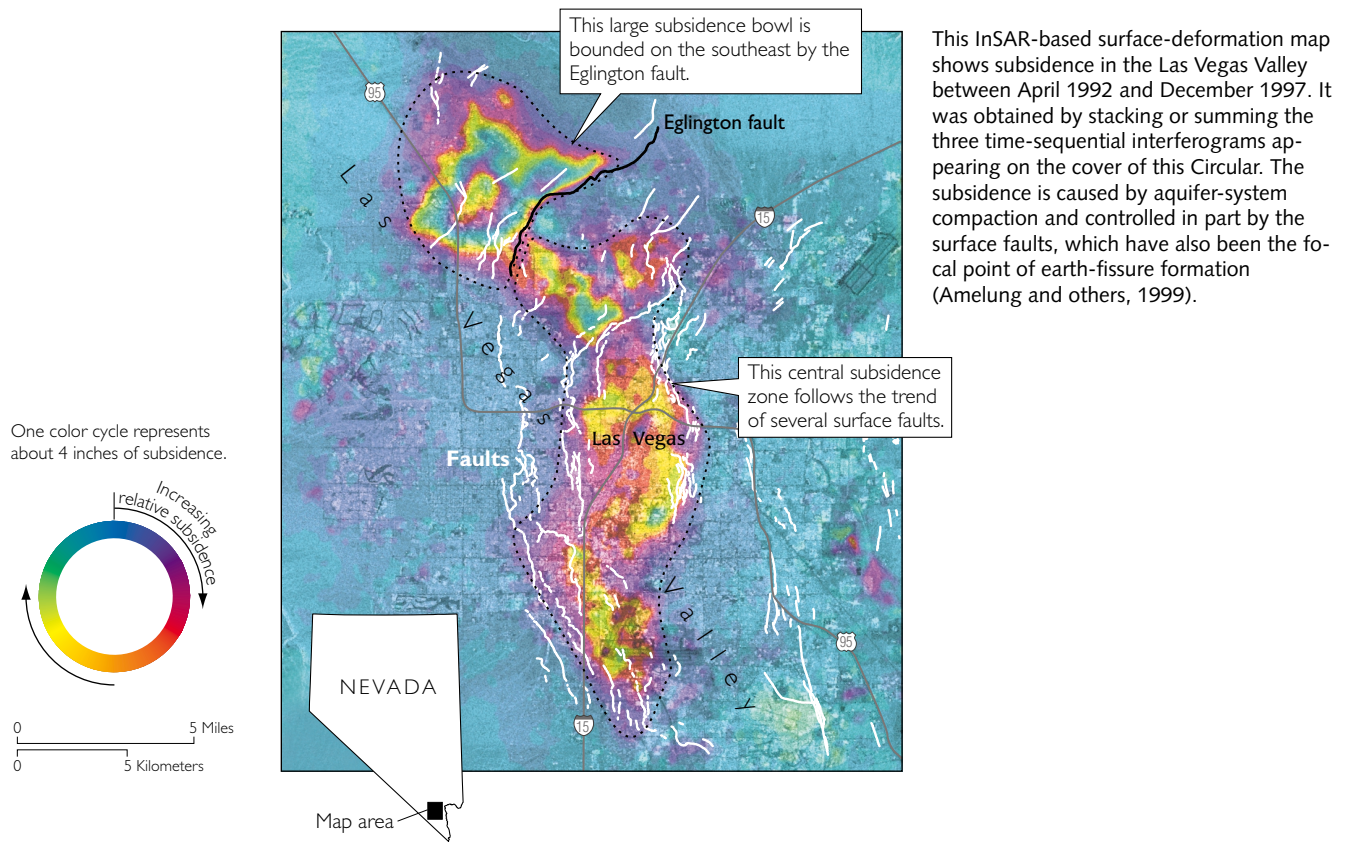 This large subsidence bowl is
bounded on the southeast by the
Eglington fault.
This InSAR-based surface-deformation map
shows subsidence in the Las Vegas Valley
between April 1992 and December 1997. It
was obtained by stacking or summing the
three time-sequential interferograms ap-
pearing on the cover of this Circular. The
subsidence is caused by aquifer-system
compaction and controlled in part by the
surface faults, which have also been the fo-
cal point of earth-fissure formation
(Amelung and others, 1999).
95
Eglington fault
15
Las Vegas Valley
This central subsidence
zone follows the trend
of several surface faults.
Las Vegas
Faults
One color cycle represents
about 4 inches of subsidence.
Increasing
relative subsidence
95
15
NEVADA
0 5 Miles
0 5 Kilometers
Map area